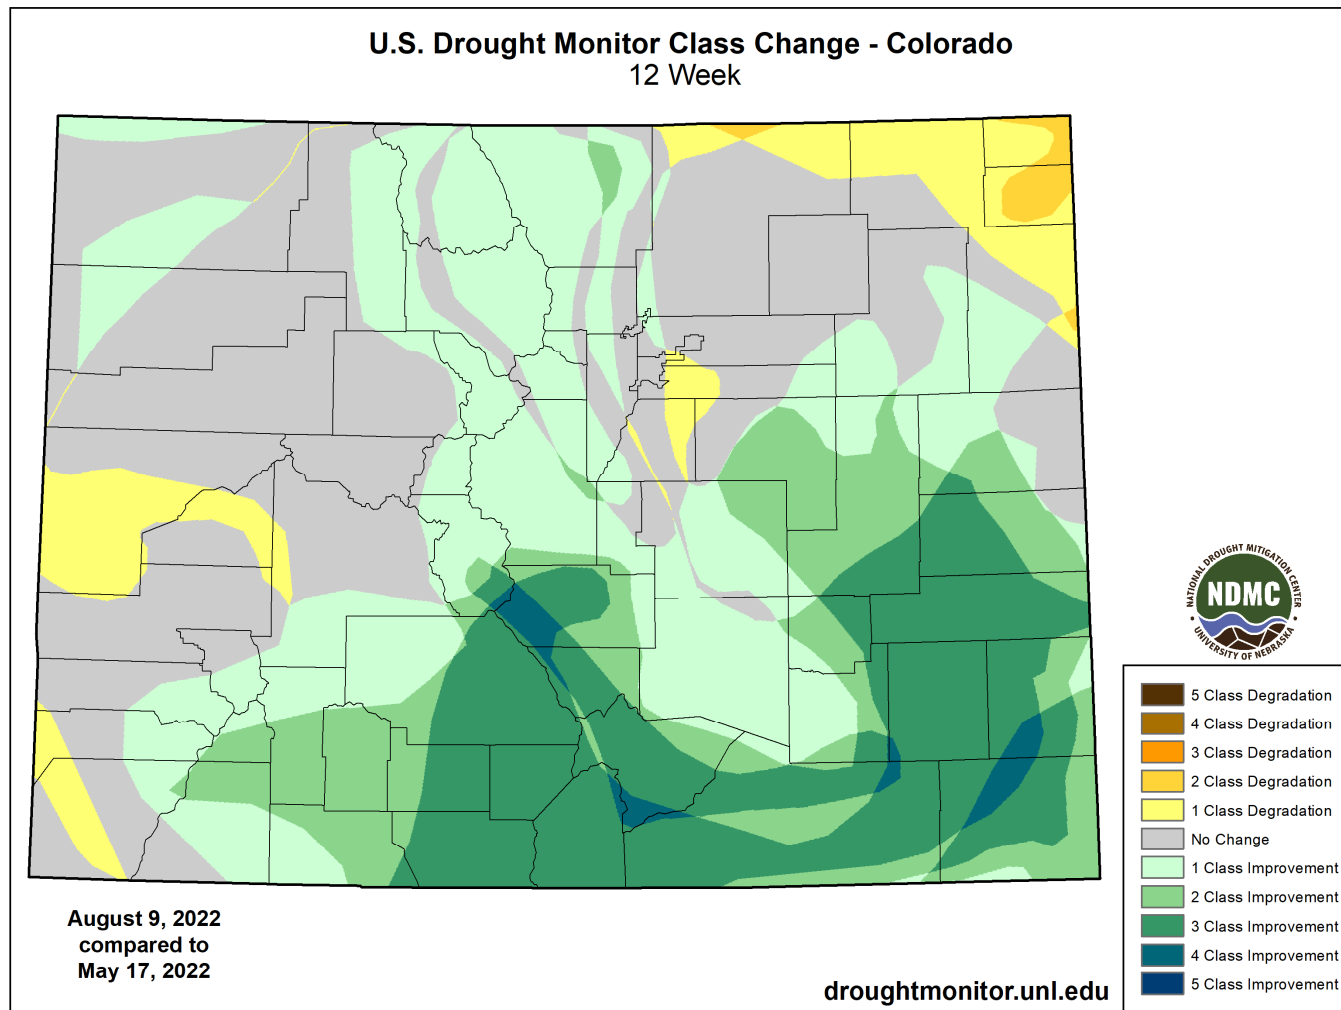 U.S. Drought Monitor Class Change - Colorado
12 Week
NATIONAL DROUGHT MITIGATION CENTER
NDMC
UNIVERSITY OF NEBRASKA
5 Class Degradation
4 Class Degradation
3 Class Degradation
2 Class Degradation
1 Class Degradation
No Change
1 Class Improvement
2 Class Improvement
3 Class Improvement
4 Class Improvement
5 Class Improvement
August 9, 2022
compared to
May 17, 2022
droughtmonitor.unl.edu